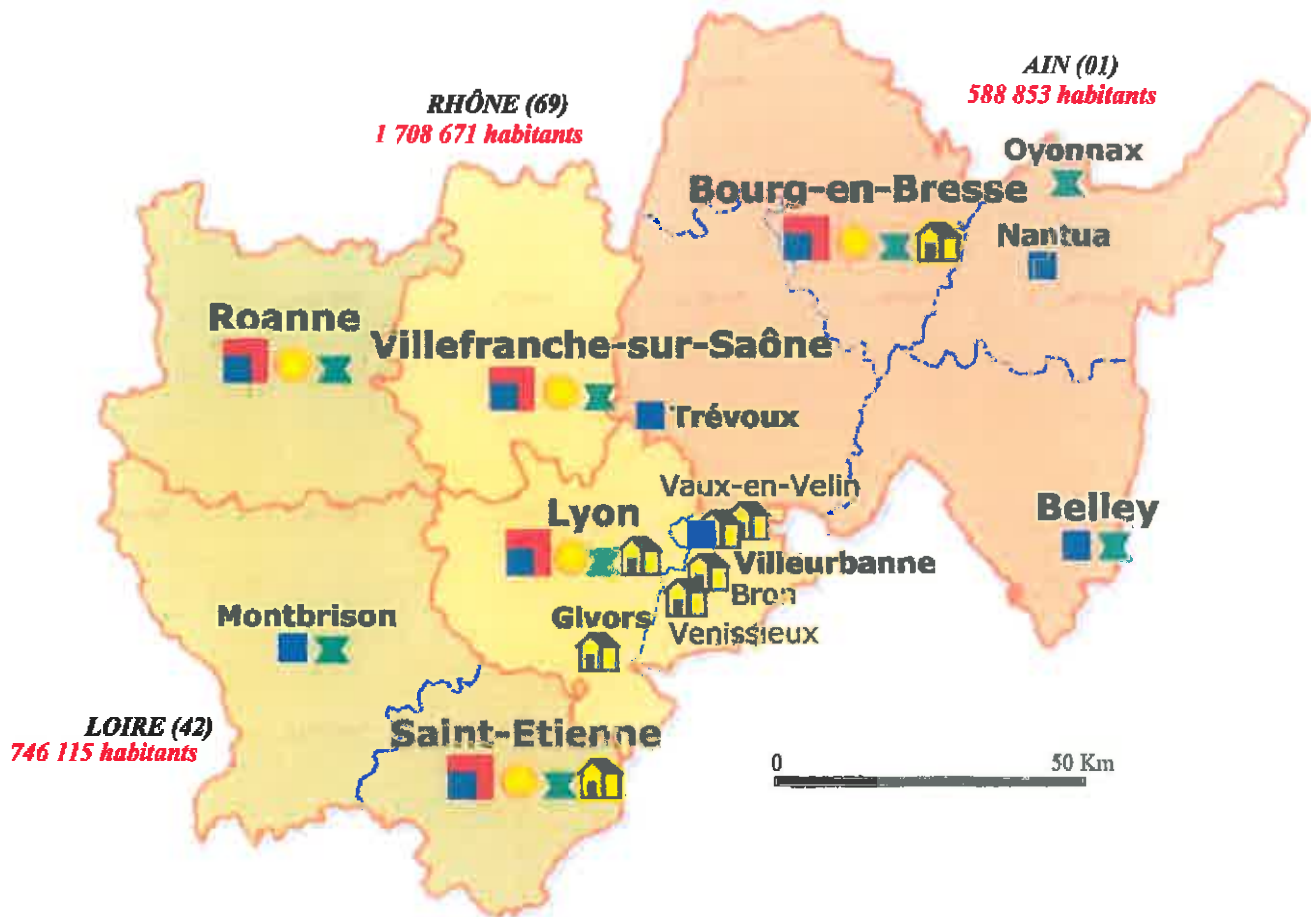 AIN (01)
588 853 habitants
RHÔNE (69)
1 708 671 habitants
Oyonnax
Bourg-en-Bresse
Nantua
Roanne
Villefranche-sur-Saône
Trévoux
Vaux-en-Velin
Lyon
Belley
Villeurbanne
Bron
Givors
Venissieux
Montbrison
LOIRE (42)
746 115 habitants
Saint-Etienne
0 50 Km